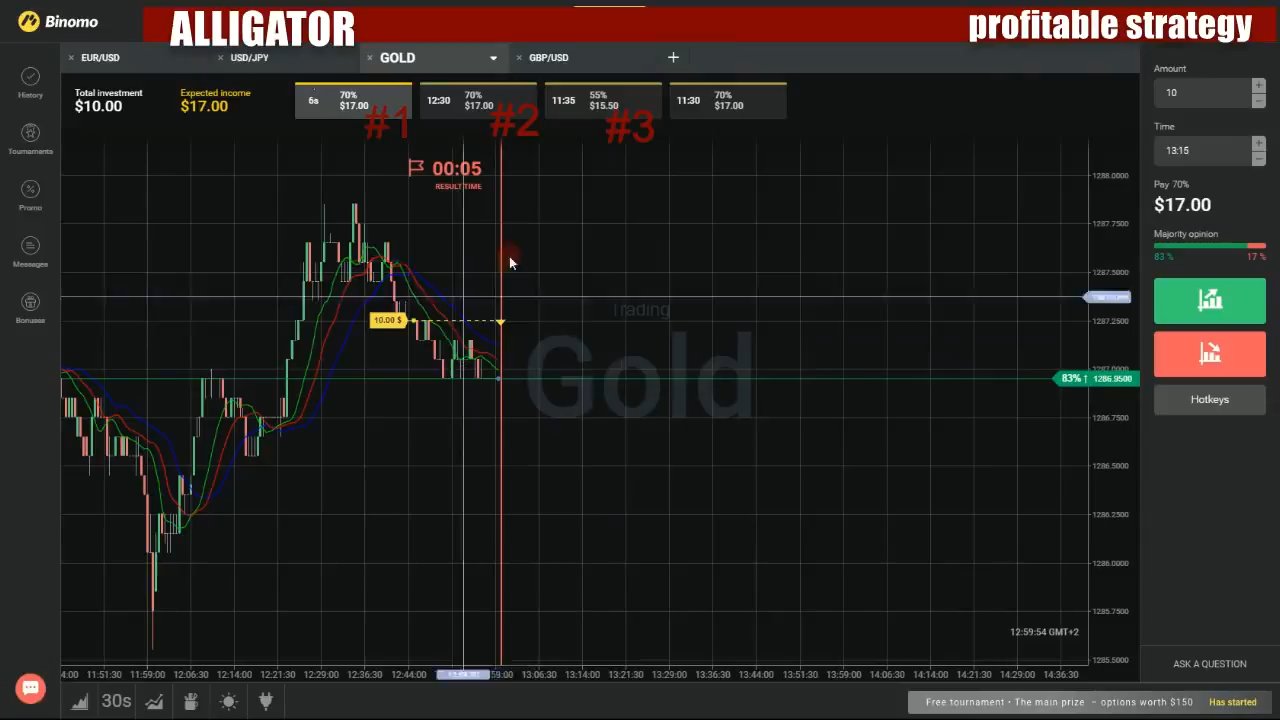 Binomo
ALLIGATOR
profitable strategy
EUR/USD
USD/JPY
GOLD
GBP/USD
Total investment
$10.00
Expected income
$17.00
6s
70%
$17.00
12:30
70%
$17.00
11:35
55%
$15.50
11:30
70%
$17.00
#1
#2
#3
History
Tournaments
Promo
Messages
Bonuses
00:05
RESULT TIME
10.00 $
Trading
Gold
1288.0000
1287.7500
1287.5000
1287.2500
1287.0000
83% ↑ 1286.9500
1286.7500
1286.5000
1286.2500
1286.0000
1285.7500
1285.5000
12:59:54 GMT+2
11:51:30
11:59:00
12:06:30
12:14:00
12:21:30
12:29:00
12:36:30
12:44:00
13:06:30
13:14:00
13:21:30
13:29:00
13:36:30
13:44:00
13:51:30
13:59:00
14:06:30
14:14:00
14:21:30
14:29:00
14:36:30
Amount
10
Time
13:15
Pay 70%
$17.00
Majority opinion
83 %
17 %
Hotkeys
ASK A QUESTION
30s
Free tournament • The main prize – options worth $150
Has started